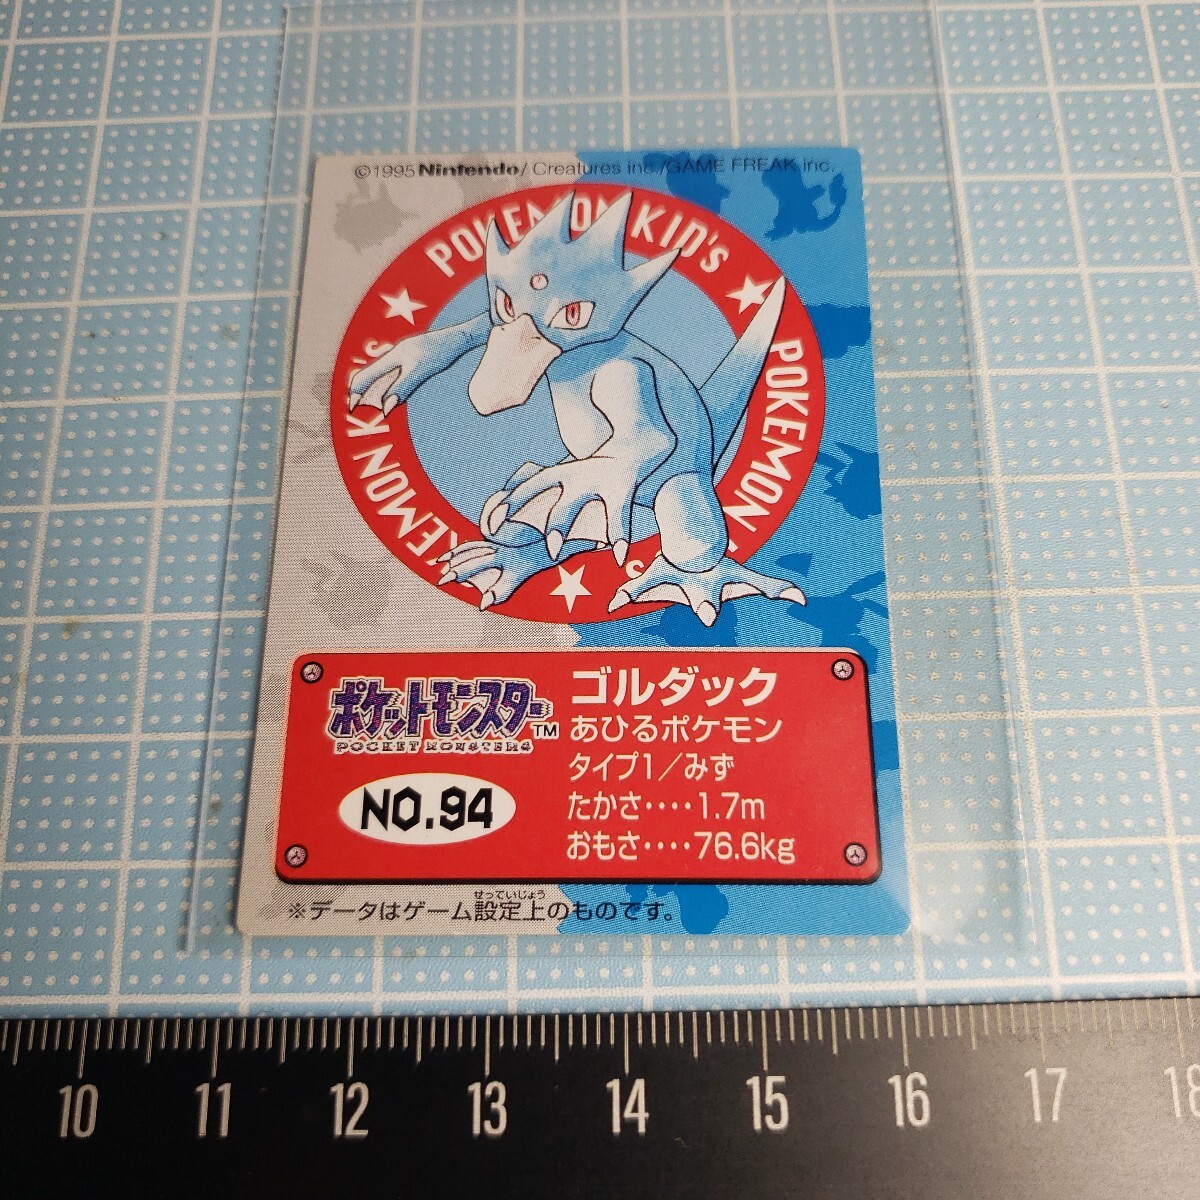 ©1995 Nintendo/Creatures inc./GAME FREAK inc.
POKEMON KID's
POKEMON
POKEMON KID's
ポケットモンスター™
POCKET MONSTERS
NO.94
ゴルダック
あひるポケモン
タイプ1/みず
たかさ‥‥1.7m
おもさ‥‥76.6kg
せっていじょう
※データはゲーム設定上のものです。
10 11 12 13 14 15 16 17 18